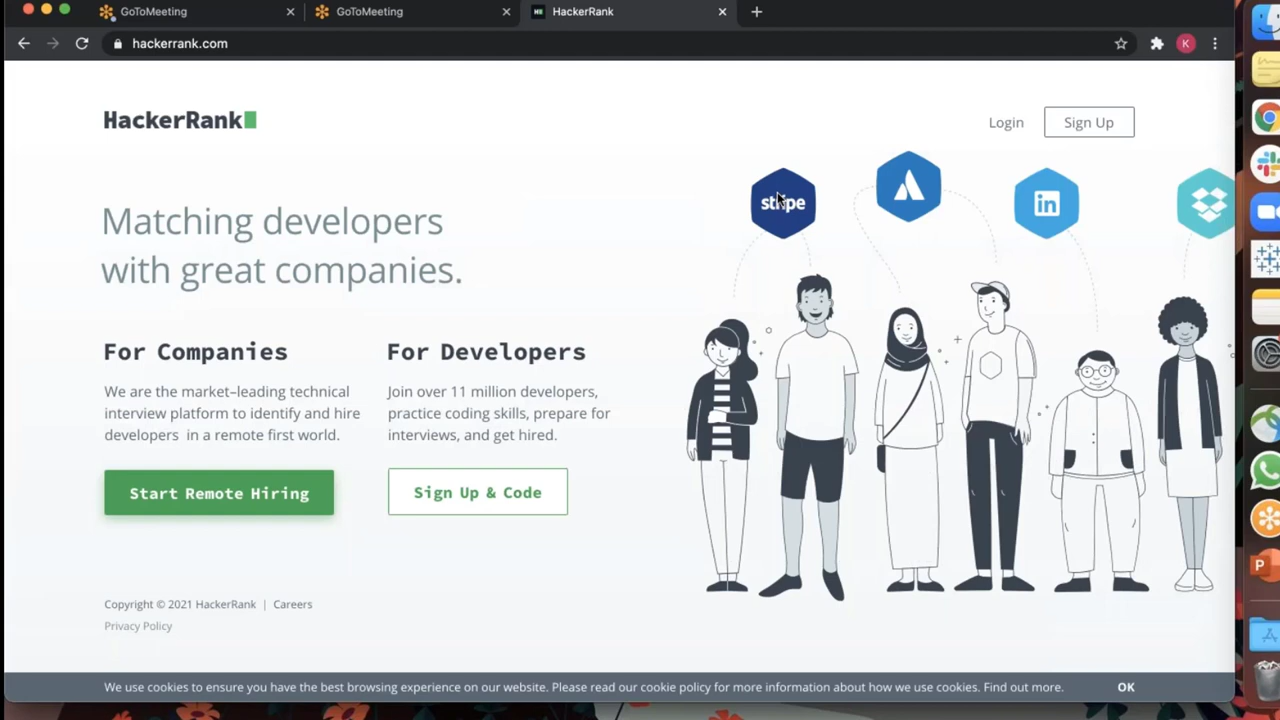 GoToMeeting
GoToMeeting
HackerRank
hackerrank.com
K
HackerRank
Login
Sign Up
stripe
in
Matching developers
with great companies.
For Companies
We are the market–leading technical
interview platform to identify and hire
developers in a remote first world.
Start Remote Hiring
For Developers
Join over 11 million developers,
practice coding skills, prepare for
interviews, and get hired.
Sign Up & Code
Copyright © 2021 HackerRank | Careers
Privacy Policy
We use cookies to ensure you have the best browsing experience on our website. Please read our cookie policy for more information about how we use cookies. Find out more.
OK
P